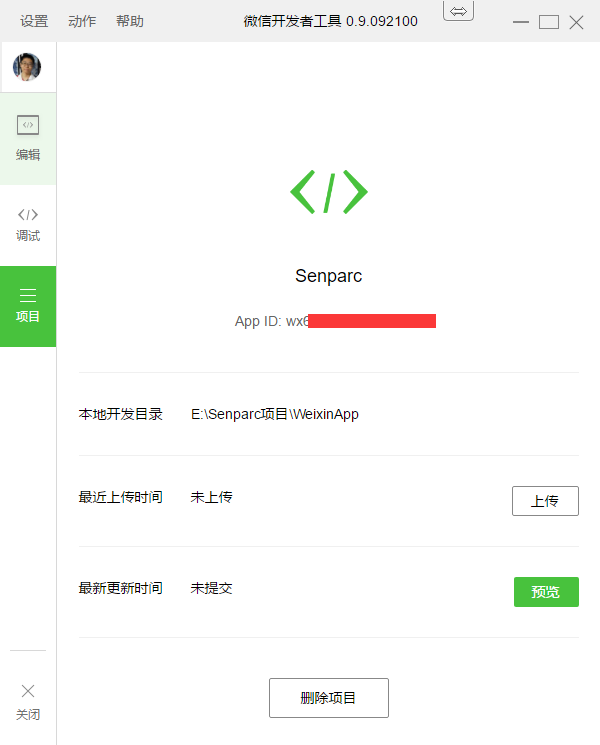 设置 动作 帮助 微信开发者工具 0.9.092100
编辑
调试
项目
Senparc
App ID: wx6
本地开发目录 E:\Senparc项目\WeixinApp
最近上传时间 未上传 上传
最新更新时间 未提交 预览
删除项目
关闭